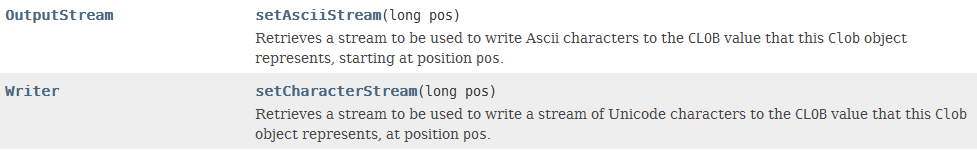 OutputStream setAsciiStream(long pos)
Retrieves a stream to be used to write Ascii characters to the CLOB value that this Clob object
represents, starting at position pos.
Writer setCharacterStream(long pos)
Retrieves a stream to be used to write a stream of Unicode characters to the CLOB value that this Clob
object represents, at position pos.